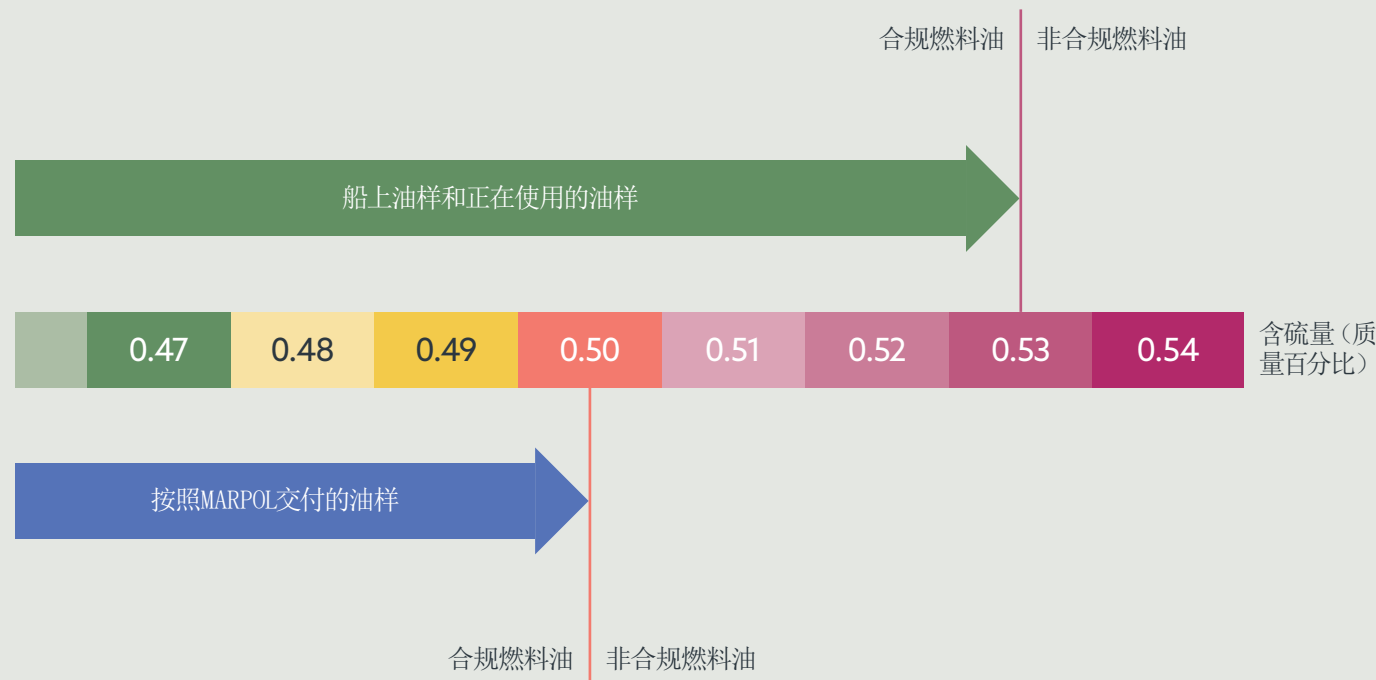 合规燃料油 非合规燃料油
船上油样和正在使用的油样
0.47 0.48 0.49 0.50 0.51 0.52 0.53 0.54
含硫量（质
量百分比）
按照MARPOL交付的油样
合规燃料油 非合规燃料油